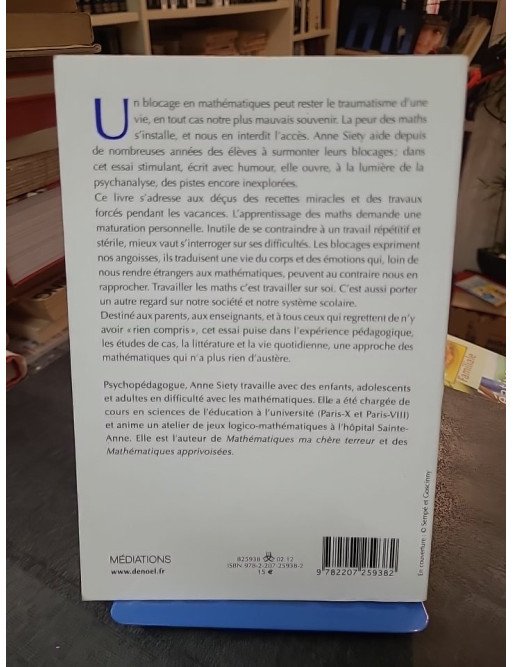 Un blocage en mathématiques peut rester le traumatisme d'une
vie, en tout cas notre plus mauvais souvenir. La peur des maths
s'installe, et nous en interdit l'accès. Anne Siety aide depuis
de nombreuses années des élèves à surmonter leurs blocages ; dans
cet essai stimulant, écrit avec humour, elle ouvre, à la lumière de la
psychanalyse, des pistes encore inexplorées.
Ce livre s'adresse aux déçus des recettes miracles et des travaux
forcés pendant les vacances. L'apprentissage des maths demande une
maturation personnelle. Inutile de se contraindre à un travail répétitif et
stérile, mieux vaut s'interroger sur ses difficultés. Les blocages expriment
nos angoisses, ils traduisent une vie du corps et des émotions qui, loin de
nous rendre étrangers aux mathématiques, peuvent au contraire nous en
rapprocher. Travailler les maths c'est travailler sur soi. C'est aussi porter
un autre regard sur notre société et notre système scolaire.
Destiné aux parents, aux enseignants, et à tous ceux qui regrettent de n'y
avoir « rien compris », cet essai puise dans l'expérience pédagogique,
les études de cas, la littérature et la vie quotidienne, une approche des
mathématiques qui n'a plus rien d'austère.
Psychopédagogue, Anne Siety travaille avec des enfants, adolescents
et adultes en difficulté avec les mathématiques. Elle a été chargée de
cours en sciences de l'éducation à l'université (Paris-X et Paris-VIII)
et anime un atelier de jeux logico-mathématiques à l'hôpital Sainte-
Anne. Elle est l'auteur de Mathématiques ma chère terreur et des
Mathématiques apprivoisées.
En couverture : © Sempé et Goscinny
MÉDIATIONS
www.denoel.fr
825938 02.12
ISBN 978-2-207-25938-2
15 €
9 782207 259382
Familiale